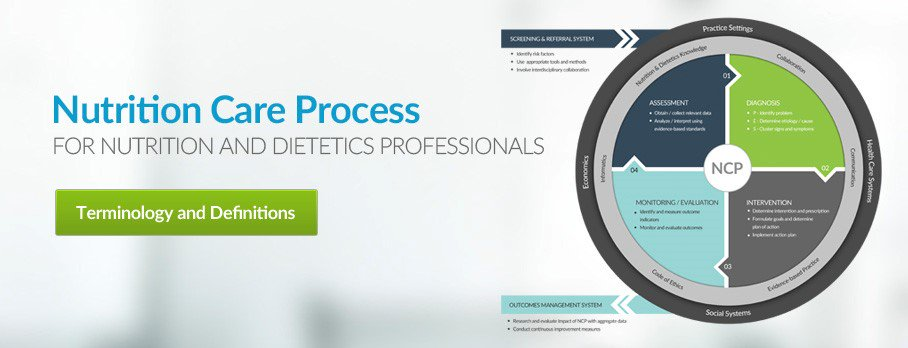 Nutrition Care Process
FOR NUTRITION AND DIETETICS PROFESSIONALS
Terminology and Definitions
SCREENING & REFERRAL SYSTEM
• Identify risk factors
• Use appropriate tools and methods
• Involve interdisciplinary collaboration
Practice Settings
Nutrition & Dietetics Knowledge
Collaboration
Economics
Informatics
Communication
Health Care Systems
01
ASSESSMENT
• Obtain / collect relevant data
• Analyze / Interpret using
evidence-based standards
DIAGNOSIS
• P - Identify problem
• E - Determine etiology / cause
• S - Cluster signs and symptoms
NCP
04
02
MONITORING / EVALUATION
• Identify and measure outcome
indicators
• Monitor and evaluate outcomes
INTERVENTION
• Determine intervention and prescription
• Formulate goals and determine
plan of action
• Implement action plan
03
Code of Ethics
Evidence-based Practice
Social Systems
OUTCOMES MANAGEMENT SYSTEM
• Research and evaluate impact of NCP with aggregate data
• Conduct continuous improvement measures